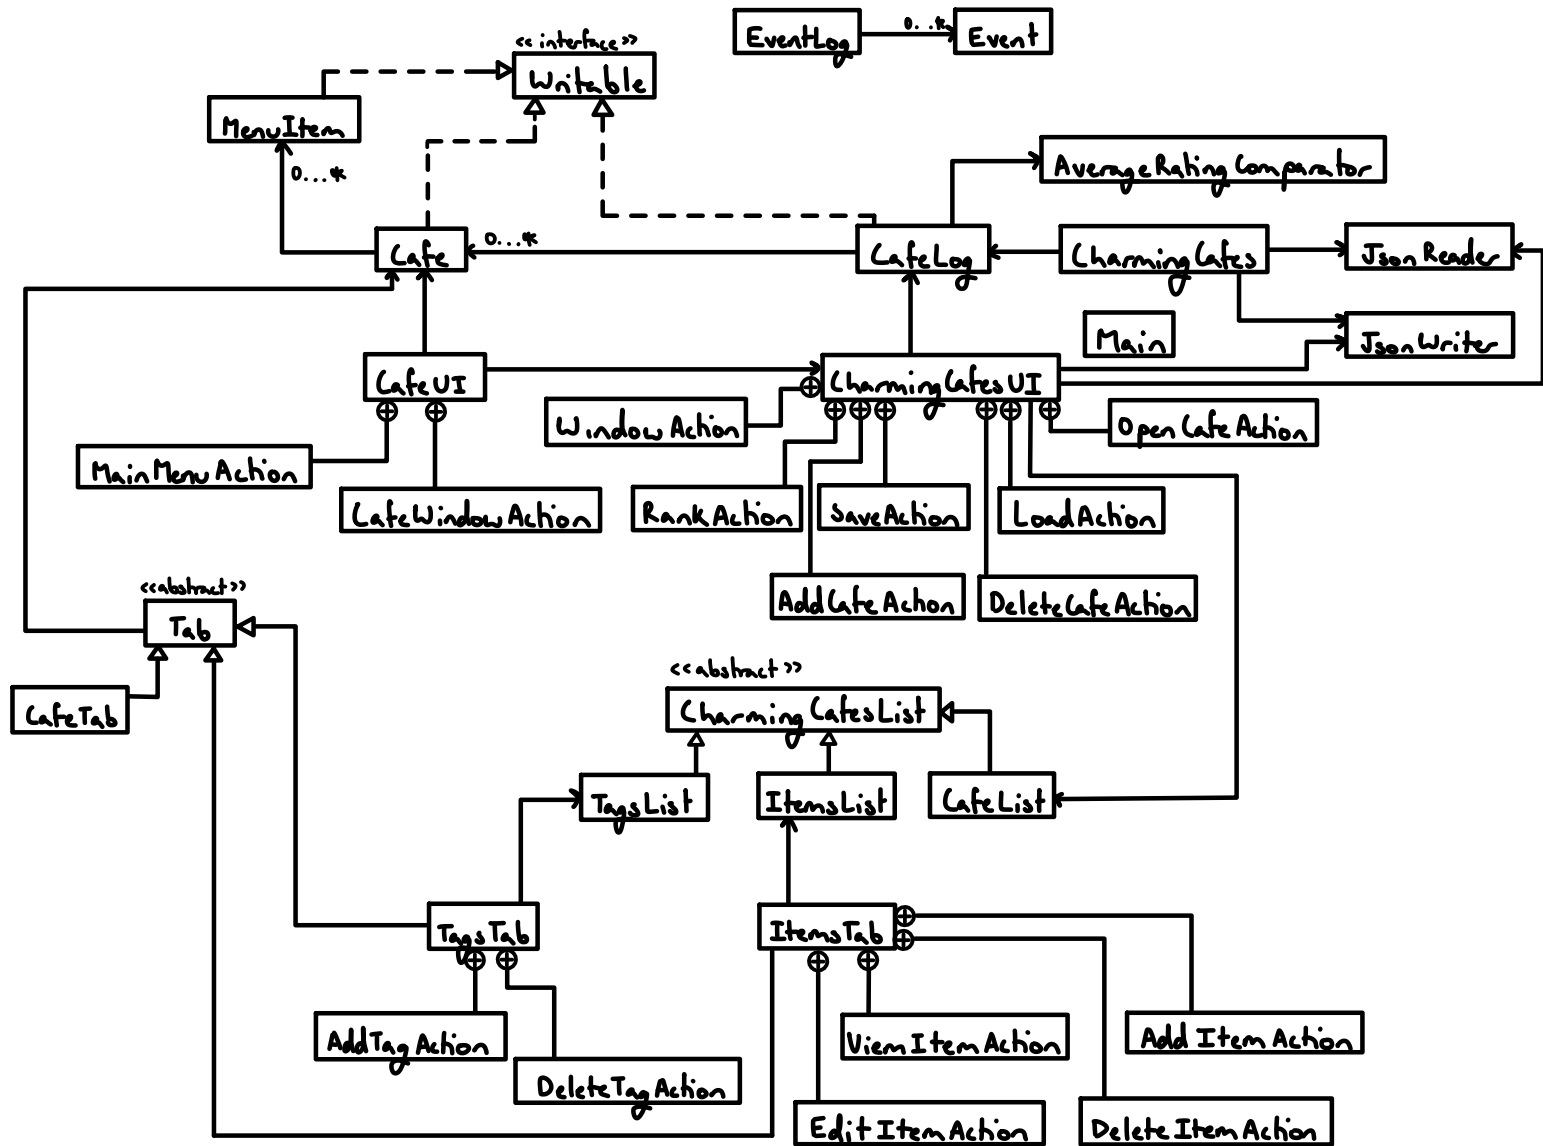 EventLog
0...*
Event
<<interface>>
Writable
MenuItem
0...*
AverageRatingComparator
Cafe
0...*
CafeLog
CharmingCafes
JsonReader
Main
JsonWriter
CafeUI
CharmingCafesUI
WindowAction
OpenCafeAction
MainMenuAction
CafeWindowAction
RankAction
SaveAction
LoadAction
AddCafeAction
DeleteCafeAction
<<abstract>>
Tab
CafeTab
<<abstract>>
CharmingCafesList
TagsList
ItemsList
CafeList
TagsTab
ItemsTab
AddTagAction
ViewItemAction
AddItemAction
DeleteTagAction
EditItemAction
DeleteItemAction